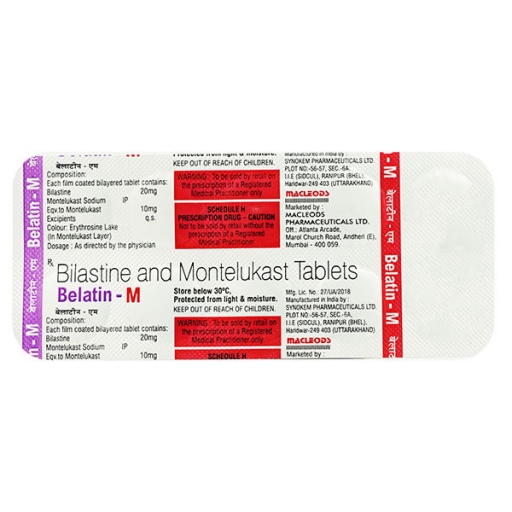 Belatin - M
बेलाटीन - एम
Composition:
Each film coated bilayered tablet contains:
Bilastine 20mg
Montelukast Sodium IP
Eqv.to Montelukast 10mg
Excipients q.s.
Colour: Erythrosine Lake
(In Montelukast Layer)
Dosage : As directed by the physician
Protected from light & moisture.
KEEP OUT OF REACH OF CHILDREN.
WARNING : To be sold by retail on
the prescription of a Registered
Medical Practitioner only
SCHEDULE H
PRESCRIPTION DRUG - CAUTION
Not to be sold by retail without the
prescription of a Registered
Medical Practitioner
Manufactured in India by :
SYNOKEM PHARMACEUTICALS LTD.
PLOT NO.-56-57, SEC.-6A
I.I.E (SIDCUL), RANIPUR (BHEL),
Haridwar-249 403 (UTTARAKHAND)
MACLEODS
Marketed by :
MACLEODS
PHARMACEUTICALS LTD.
Off.: Atlanta Arcade,
Marol Church Road, Andheri (E),
Mumbai - 400 059.
Rx Bilastine and Montelukast Tablets
Belatin - M
बेलाटीन - एम
Composition:
Each film coated bilayered tablet contains:
Bilastine 20mg
Montelukast Sodium IP
Eqv.to Montelukast 10mg
Store below 30°C.
Protected from light & moisture.
KEEP OUT OF REACH OF CHILDREN.
WARNING : To be sold by retail on
the prescription of a Registered
Medical Practitioner only
SCHEDULE H
Mfg. Lic. No.: 27/UA/2018
Manufactured in India by :
SYNOKEM PHARMACEUTICALS LTD.
PLOT NO.-56-57, SEC.-6A,
I.I.E (SIDCUL), RANIPUR (BHEL),
Haridwar-249 403 (UTTARAKHAND)
MACLEODS
Marketed by :
बेलाटीन - एम Belatin - M
- M बेलाटीन - एम Belatin - M